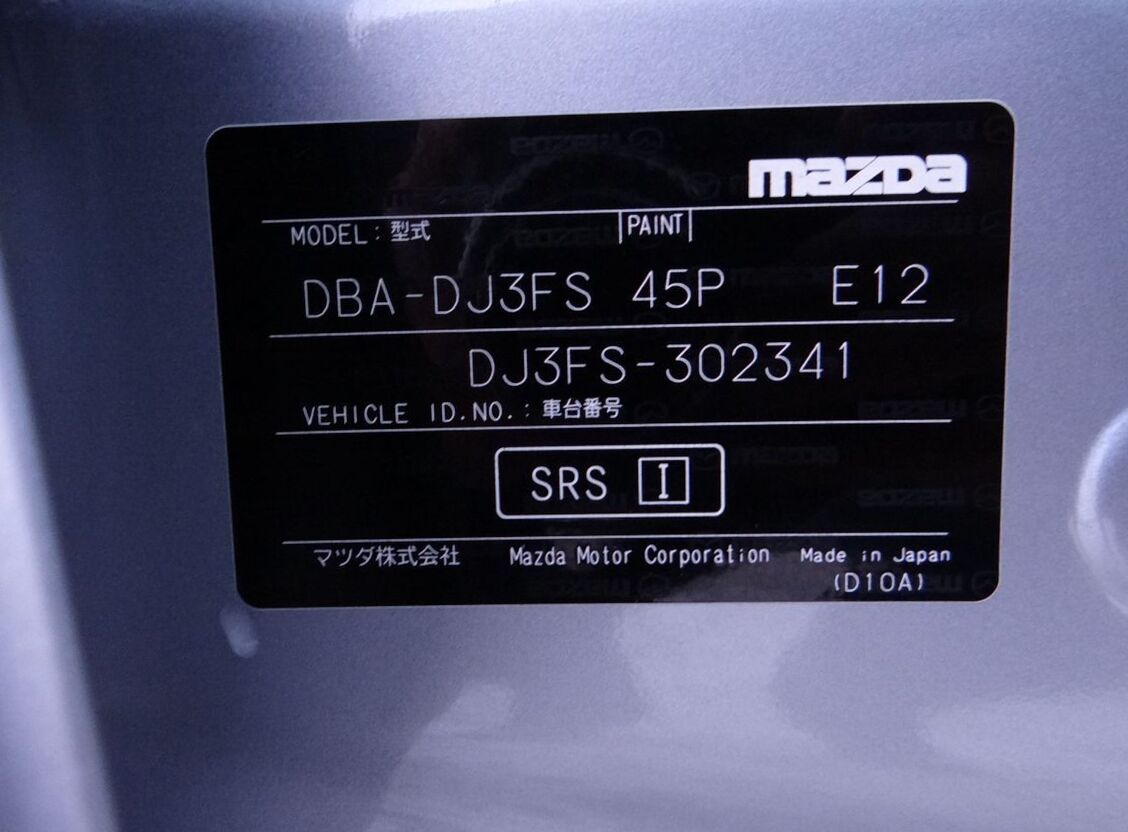 mazda
MODEL : 型式 PAINT
DBA-DJ3FS 45P E12
DJ3FS-302341
VEHICLE ID.NO. : 車台番号
SRS I
マツダ株式会社 Mazda Motor Corporation Made in Japan
(D10A)